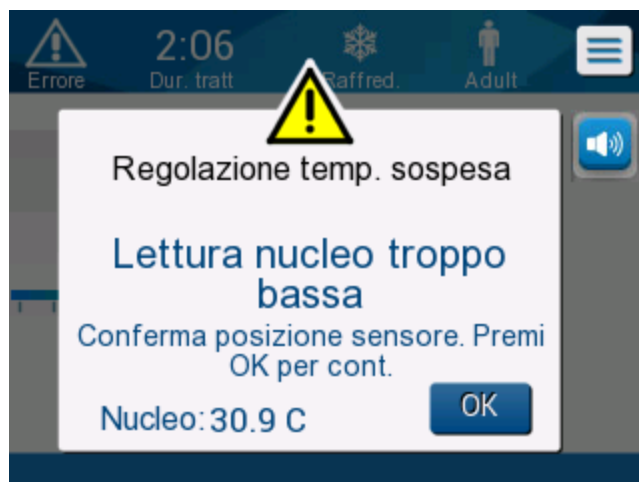 2:06
Errore
Dur. tratt
Raffred.
Adult
Regolazione temp. sospesa
Lettura nucleo troppo
bassa
Conferma posizione sensore. Premi
OK per cont.
Nucleo: 30.9 C
OK